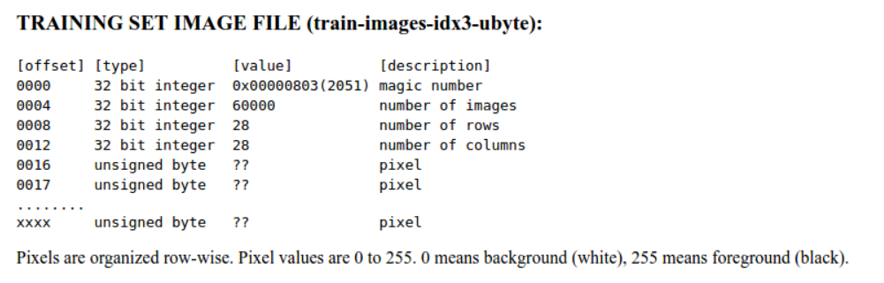 TRAINING SET IMAGE FILE (train-images-idx3-ubyte):
[offset] [type]          [value]          [description]
0000     32 bit integer  0x00000803(2051) magic number
0004     32 bit integer  60000            number of images
0008     32 bit integer  28               number of rows
0012     32 bit integer  28               number of columns
0016     unsigned byte   ??               pixel
0017     unsigned byte   ??               pixel
........
xxxx     unsigned byte   ??               pixel
Pixels are organized row-wise. Pixel values are 0 to 255. 0 means background (white), 255 means foreground (black).